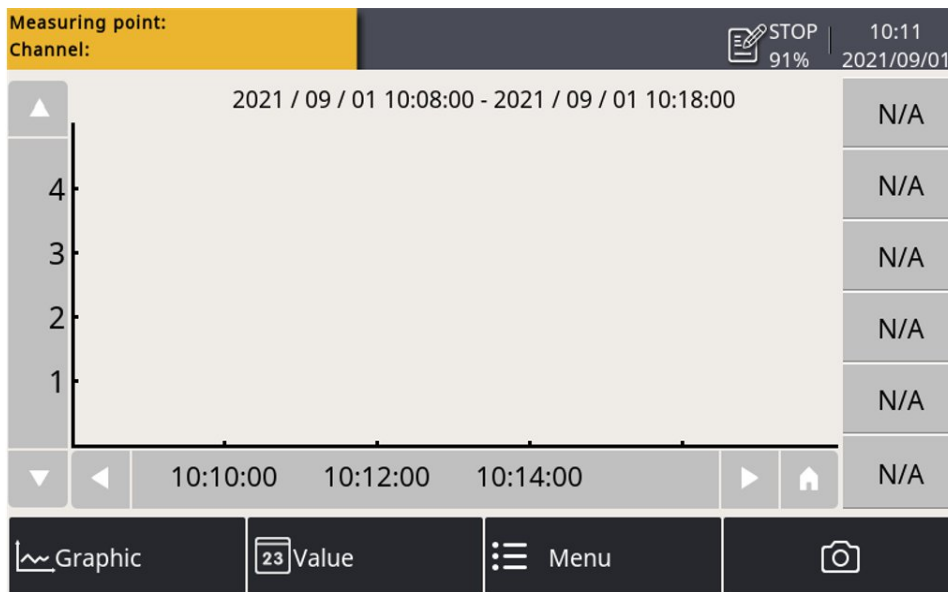 Measuring point:
Channel:
STOP
91%
10:11
2021/09/01
2021 / 09 / 01 10:08:00 - 2021 / 09 / 01 10:18:00
N/A
N/A
N/A
N/A
N/A
N/A
4
3
2
1
10:10:00 10:12:00 10:14:00
Graphic
23 Value
Menu